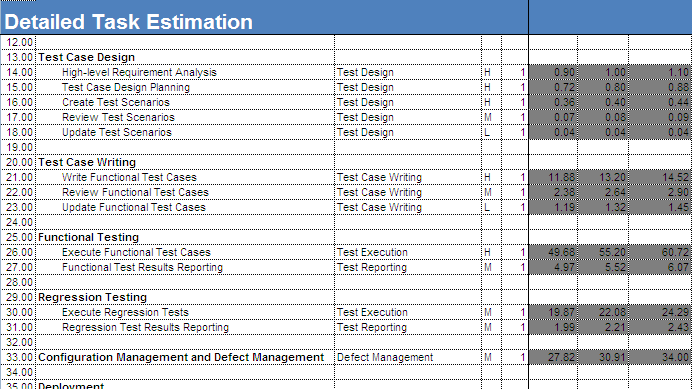 Detailed Task Estimation
12.00
13.00 Test Case Design
14.00 High-level Requirement Analysis Test Design H 1 0.90 1.00 1.10
15.00 Test Case Design Planning Test Design H 1 0.72 0.80 0.88
16.00 Create Test Scenarios Test Design H 1 0.36 0.40 0.44
17.00 Review Test Scenarios Test Design M 1 0.07 0.08 0.09
18.00 Update Test Scenarios Test Design L 1 0.04 0.04 0.04
19.00
20.00 Test Case Writing
21.00 Write Functional Test Cases Test Case Writing H 1 11.88 13.20 14.52
22.00 Review Functional Test Cases Test Case Writing M 1 2.38 2.64 2.90
23.00 Update Functional Test Cases Test Case Writing L 1 1.19 1.32 1.45
24.00
25.00 Functional Testing
26.00 Execute Functional Test Cases Test Execution H 1 49.68 55.20 60.72
27.00 Functional Test Results Reporting Test Reporting M 1 4.97 5.52 6.07
28.00
29.00 Regression Testing
30.00 Execute Regression Tests Test Execution M 1 19.87 22.08 24.29
31.00 Regression Test Results Reporting Test Reporting M 1 1.99 2.21 2.43
32.00
33.00 Configuration Management and Defect Management Defect Management M 1 27.82 30.91 34.00
34.00
35.00 Deployment